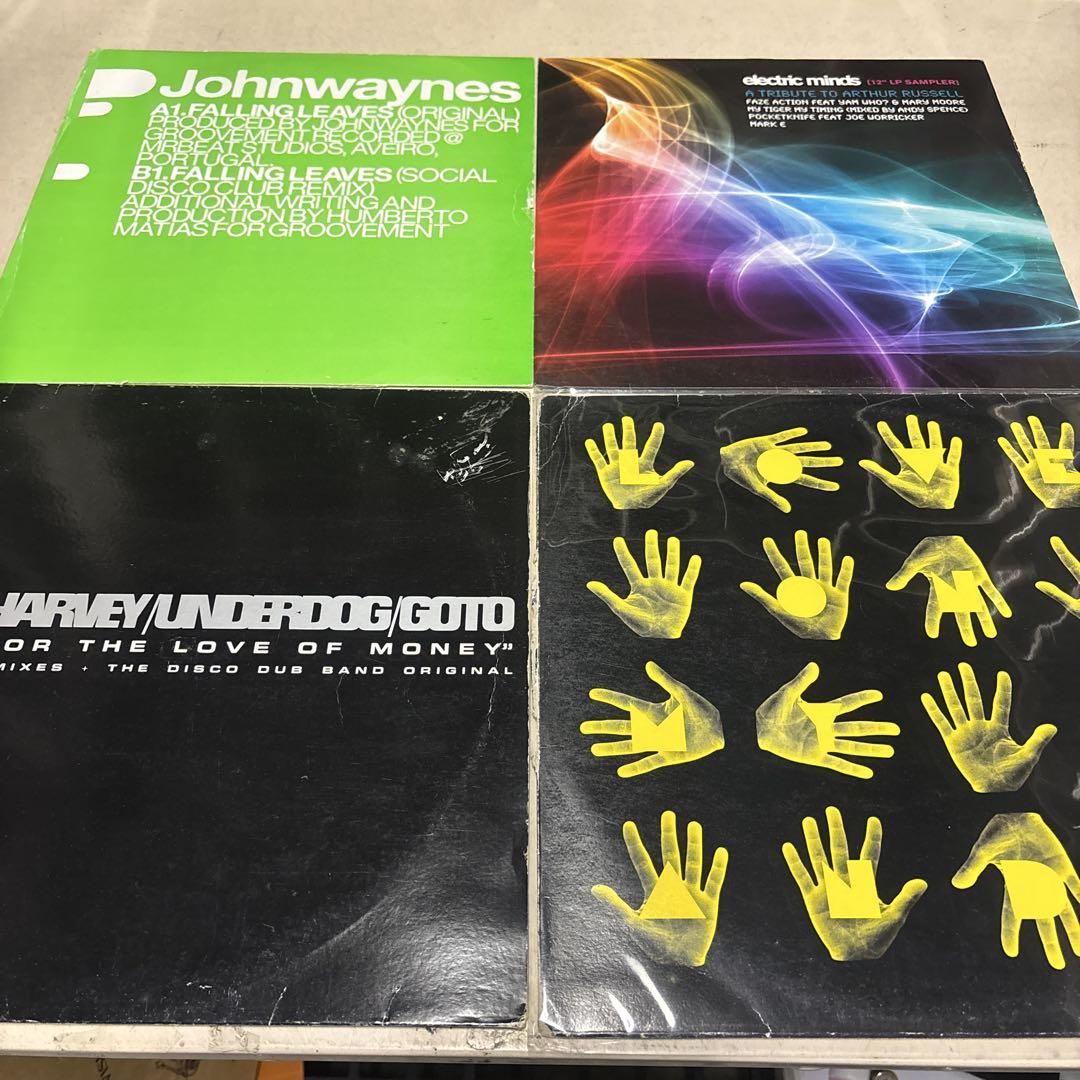 Johnwaynes
A1. FALLING LEAVES (ORIGINAL)
PRODUCED BY JOHNWAYNES FOR
GROOVEMENT RECORDED @
MRBEAT STUDIOS, AVEIRO,
PORTUGAL.
B1. FALLING LEAVES (SOCIAL
DISCO CLUB REMIX)
ADDITIONAL WRITING AND
PRODUCTION BY HUMBERTO
MATIAS FOR GROOVEMENT
electric minds (12" LP SAMPLER)
A TRIBUTE TO ARTHUR RUSSELL
FAZE ACTION FEAT YAM WHO? & MARY MOORE
MY TIGER MY TIMING (MIXED BY ANDY SPENCE)
POCKETKNIFE FEAT JOE WORRICKER
MARK E
HARVEY/UNDERDOG/GOTO
OR THE LOVE OF MONEY"
MIXES + THE DISCO DUB BAND ORIGINAL
L O V E
O M
M Y
A N D